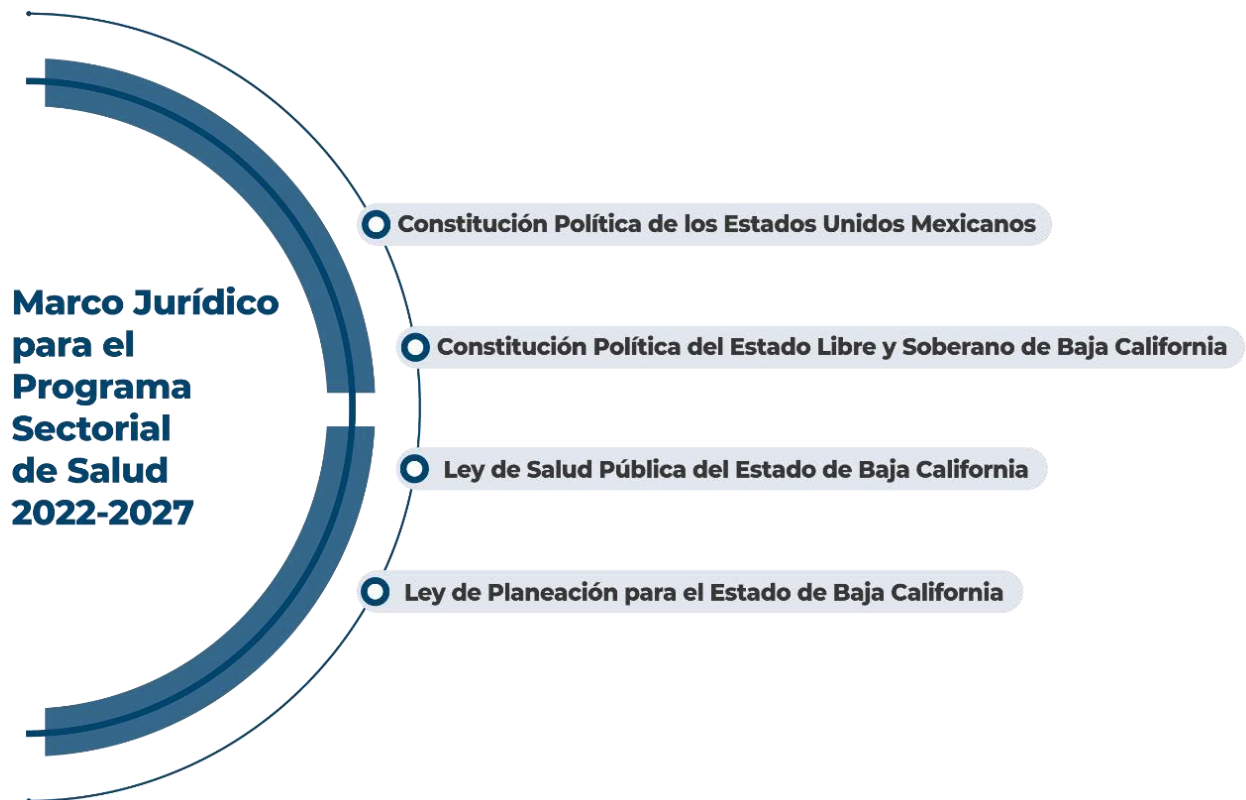 Marco Jurídico
para el
Programa
Sectorial
de Salud
2022-2027
Constitución Política de los Estados Unidos Mexicanos
Constitución Política del Estado Libre y Soberano de Baja California
Ley de Salud Pública del Estado de Baja California
Ley de Planeación para el Estado de Baja California